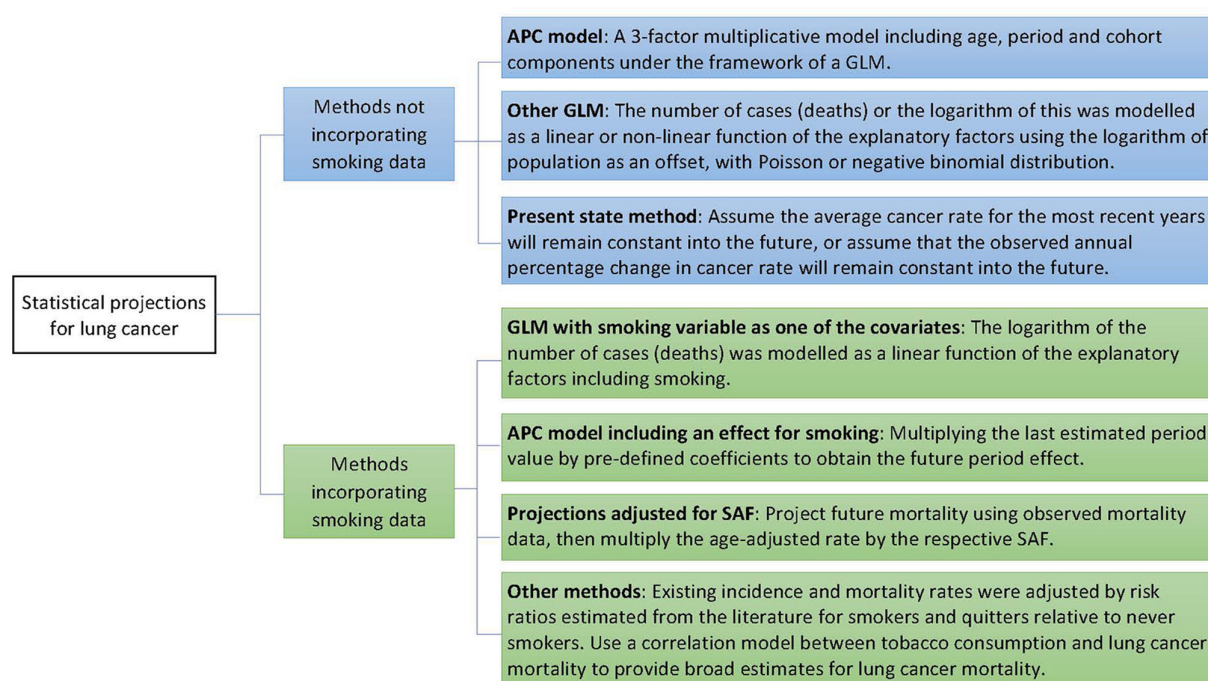 Statistical projections
for lung cancer
Methods not
incorporating
smoking data
APC model: A 3-factor multiplicative model including age, period and cohort
components under the framework of a GLM.
Other GLM: The number of cases (deaths) or the logarithm of this was modelled
as a linear or non-linear function of the explanatory factors using the logarithm of
population as an offset, with Poisson or negative binomial distribution.
Present state method: Assume the average cancer rate for the most recent years
will remain constant into the future, or assume that the observed annual
percentage change in cancer rate will remain constant into the future.
Methods
incorporating
smoking data
GLM with smoking variable as one of the covariates: The logarithm of the
number of cases (deaths) was modelled as a linear function of the explanatory
factors including smoking.
APC model including an effect for smoking: Multiplying the last estimated period
value by pre-defined coefficients to obtain the future period effect.
Projections adjusted for SAF: Project future mortality using observed mortality
data, then multiply the age-adjusted rate by the respective SAF.
Other methods: Existing incidence and mortality rates were adjusted by risk
ratios estimated from the literature for smokers and quitters relative to never
smokers. Use a correlation model between tobacco consumption and lung cancer
mortality to provide broad estimates for lung cancer mortality.